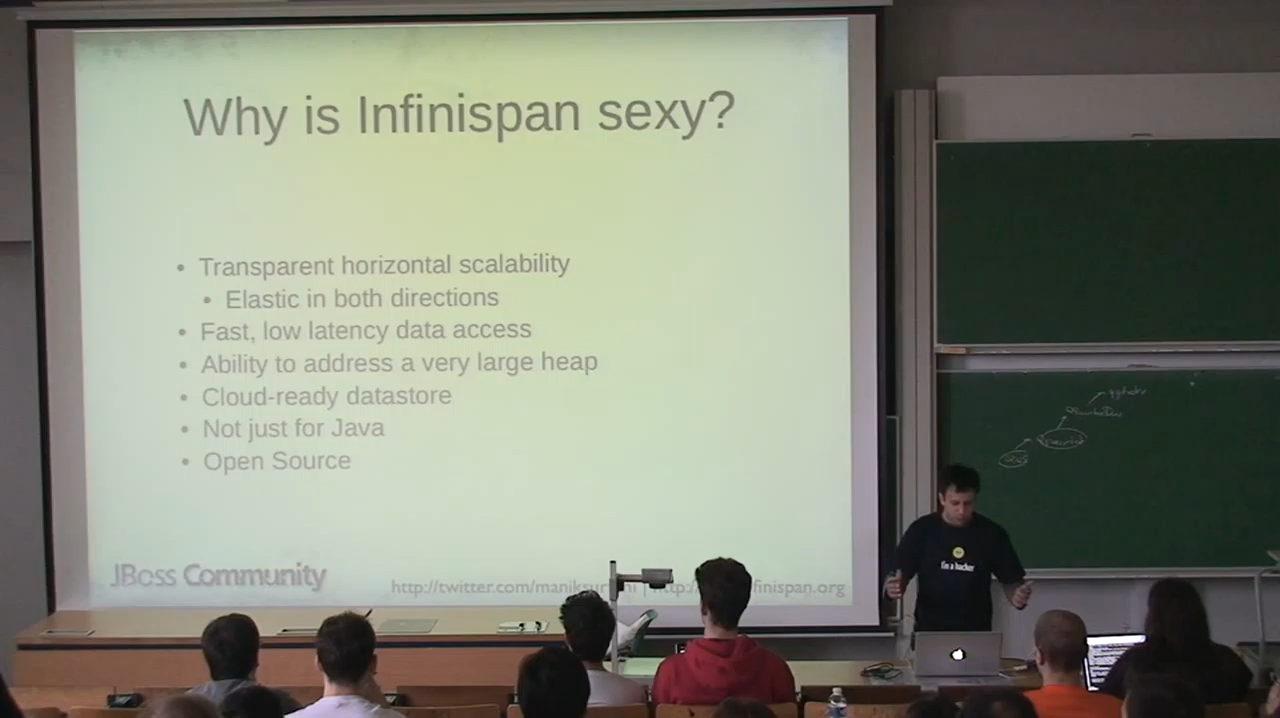 Why is Infinispan sexy?
• Transparent horizontal scalability
• Elastic in both directions
• Fast, low latency data access
• Ability to address a very large heap
• Cloud-ready datastore
• Not just for Java
• Open Source
JBoss Community
i'm a hacker